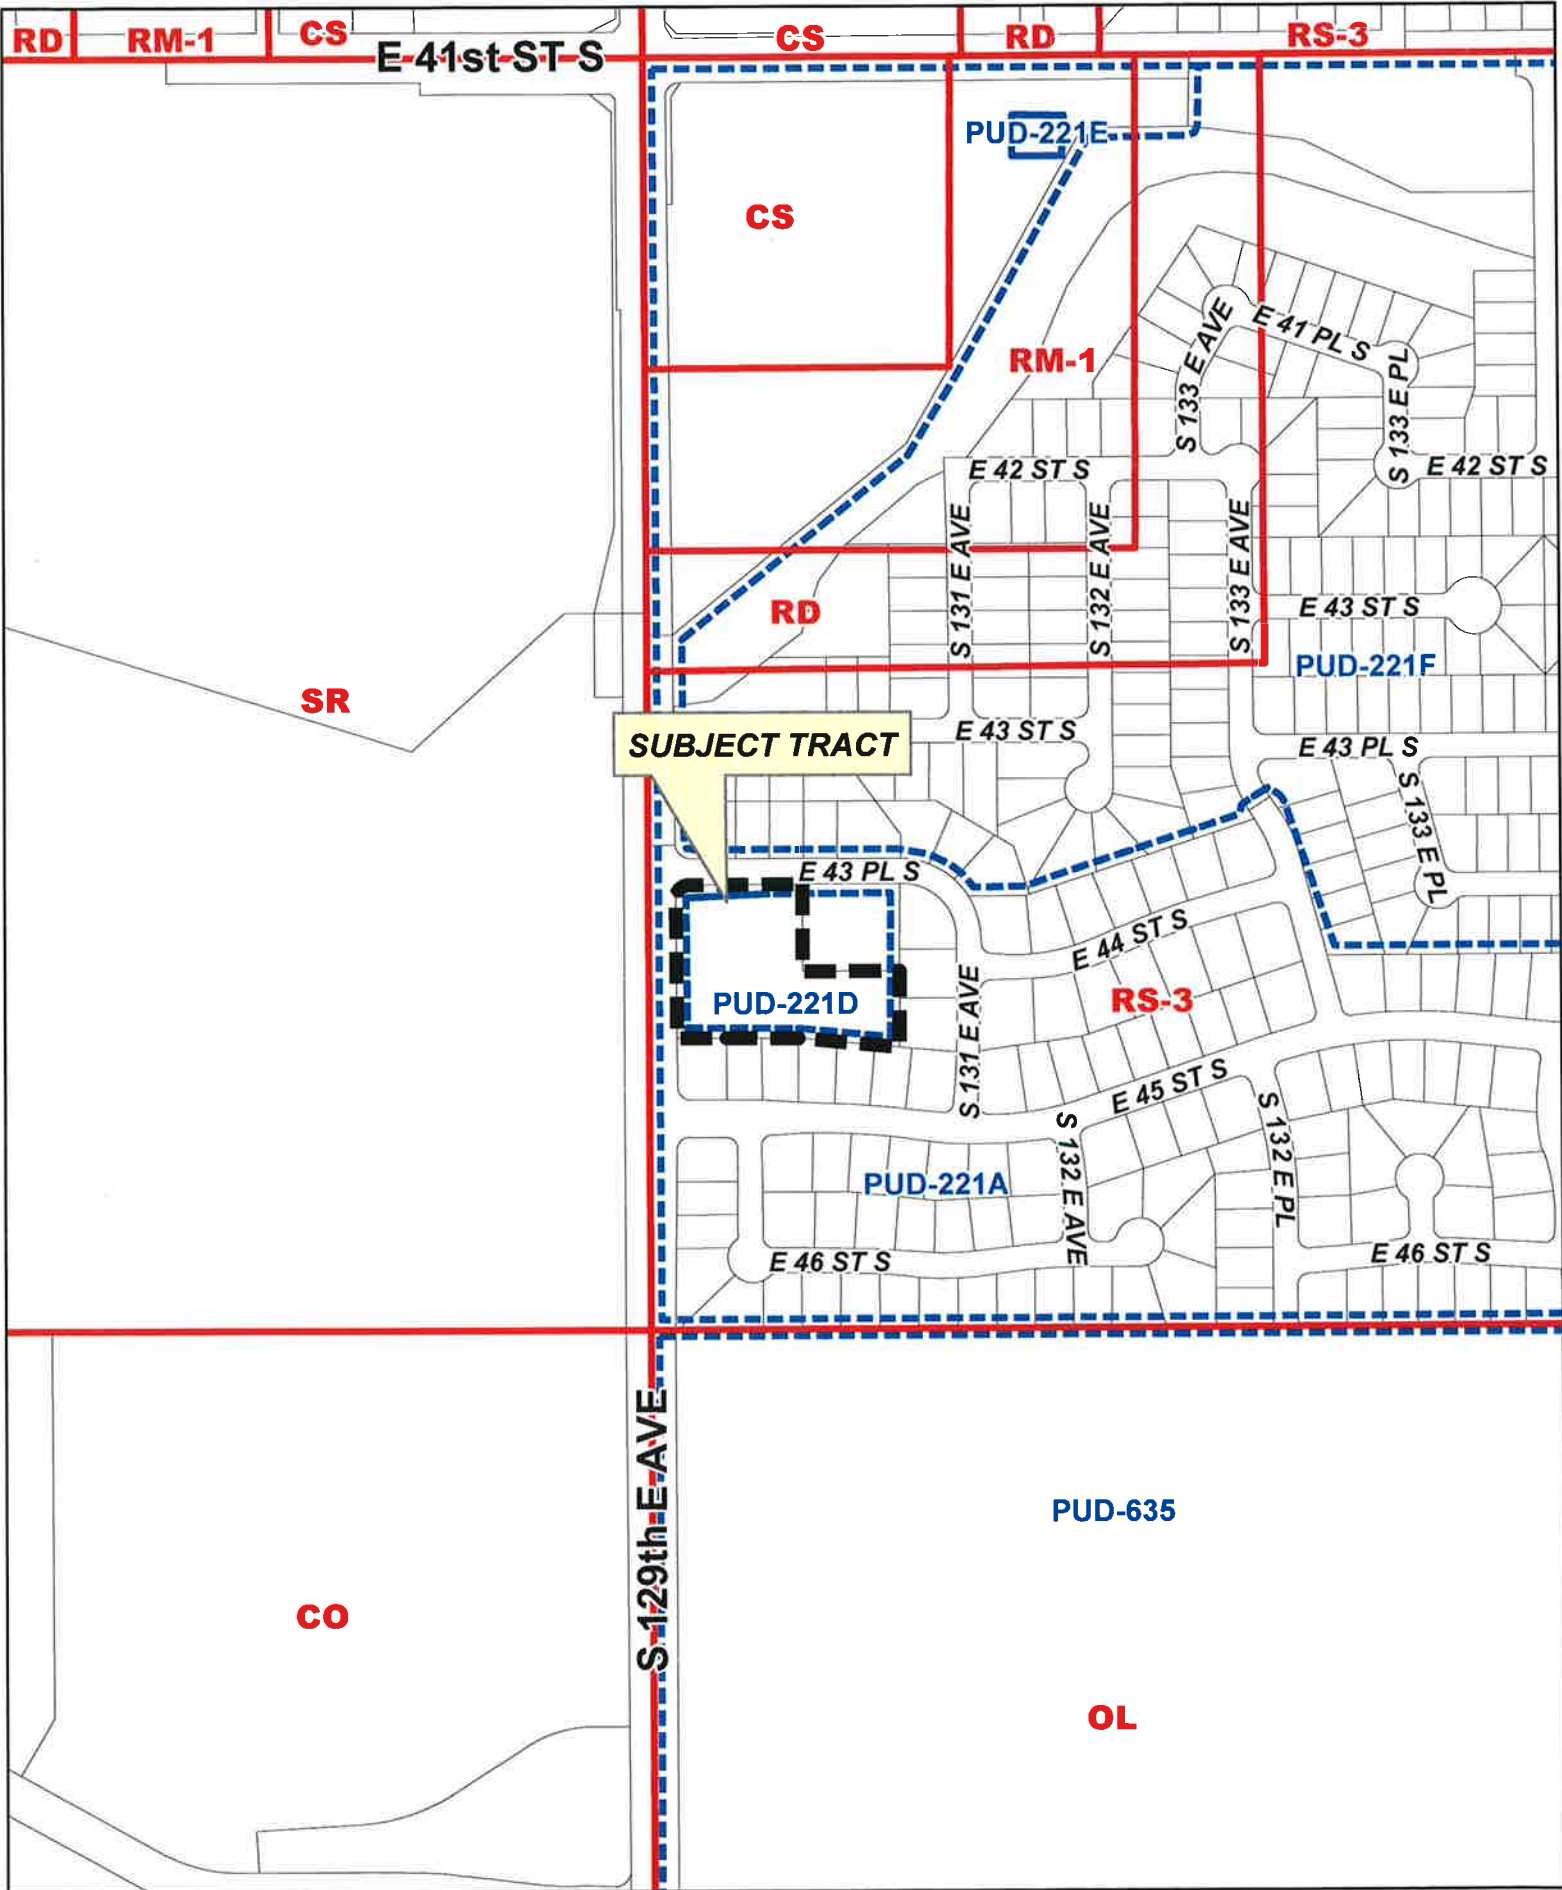 RD
RM-1
CS
CS
RD
RS-3
E 41st ST S
PUD-221E
CS
S 133 E AVE
E 41 PL S
RM-1
S 133 E PL
E 42 ST S
E 42 ST S
S 131 E AVE
S 132 E AVE
S 133 E AVE
E 43 ST S
RD
PUD-221F
SR
E 43 ST S
SUBJECT TRACT
E 43 PL S
S 133 E PL
E 43 PL S
E 44 ST S
PUD-221D
RS-3
S 131 E AVE
E 45 ST S
S 132 E AVE
S 132 E PL
PUD-221A
E 46 ST S
E 46 ST S
S 129th E AVE
PUD-635
CO
OL